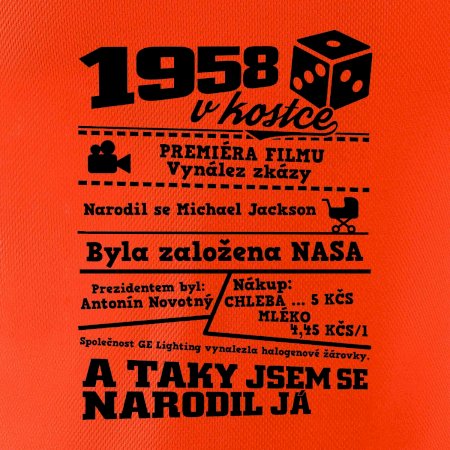 1958
v kostce
PREMIÉRA FILMU
Vynález zkázy
Narodil se Michael Jackson
Byla založena NASA
Prezidentem byl:
Antonín Novotný
Nákup:
CHLEBA ... 5 KČS
MLÉKO
4,45 KČS/l
Společnost GE Lighting vynalezla halogenové žárovky.
A TAKY JSEM SE
NARODIL JÁ